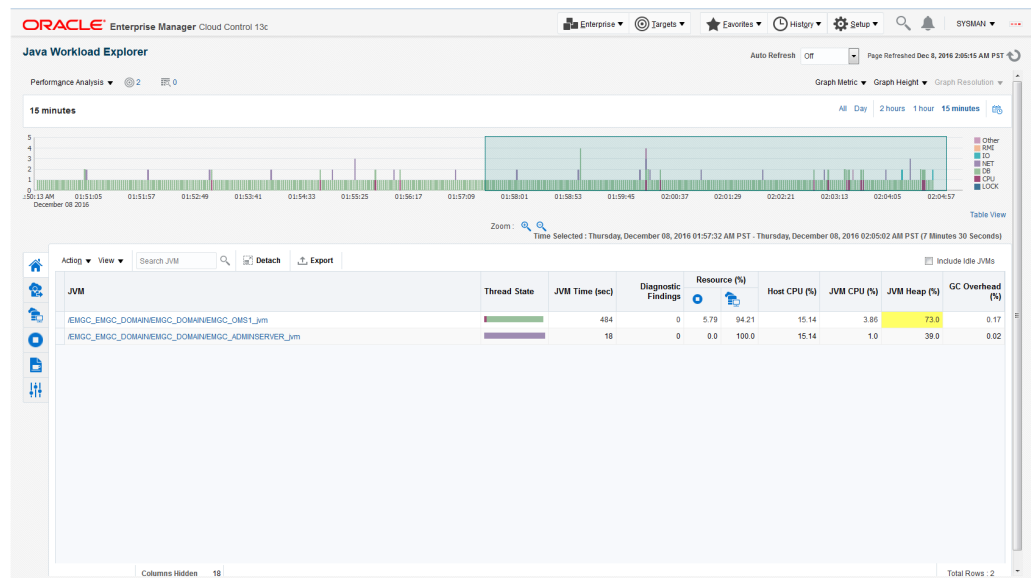 ORACLE Enterprise Manager Cloud Control 13c
Enterprise Targets Favorites History Setup SYSMAN
Java Workload Explorer
Auto Refresh Off Page Refreshed Dec 8, 2016 2:05:15 AM PST
Performance Analysis 2 0
Graph Metric Graph Height Graph Resolution
15 minutes
All Day 2 hours 1 hour 15 minutes
5
4
3
2
1
0
Other
RMI
IO
NET
DB
CPU
LOCK
:50:13 AM 01:51:05 01:51:57 01:52:49 01:53:41 01:54:33 01:55:25 01:56:17 01:57:09 01:58:01 01:58:53 01:59:45 02:00:37 02:01:29 02:02:21 02:03:13 02:04:05 02:04:57
December 08 2016
Table View
Zoom :
Time Selected : Thursday, December 08, 2016 01:57:32 AM PST - Thursday, December 08, 2016 02:05:02 AM PST (7 Minutes 30 Seconds)
Action View Search JVM Detach Export Include Idle JVMs
JVM Thread State JVM Time (sec) Diagnostic Findings Resource (%) Host CPU (%) JVM CPU (%) JVM Heap (%) GC Overhead (%)
/EMGC_EMGC_DOMAIN/EMGC_DOMAIN/EMGC_OMS1_jvm 484 0 5.79 94.21 15.14 3.86 73.0 0.17
/EMGC_EMGC_DOMAIN/EMGC_DOMAIN/EMGC_ADMINSERVER_jvm 18 0 0.0 100.0 15.14 1.0 39.0 0.02
Columns Hidden 18 Total Rows : 2